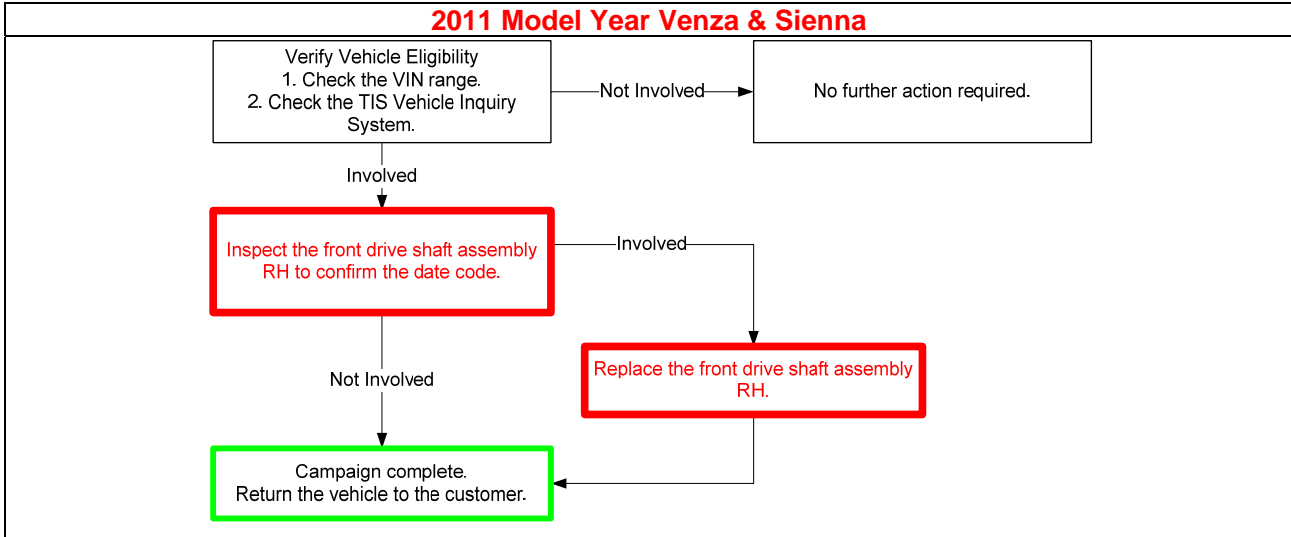 2011 Model Year Venza & Sienna
Verify Vehicle Eligibility
1. Check the VIN range.
2. Check the TIS Vehicle Inquiry
System.
Not Involved
No further action required.
Involved
Inspect the front drive shaft assembly
RH to confirm the date code.
Involved
Replace the front drive shaft assembly
RH.
Not Involved
Campaign complete.
Return the vehicle to the customer.